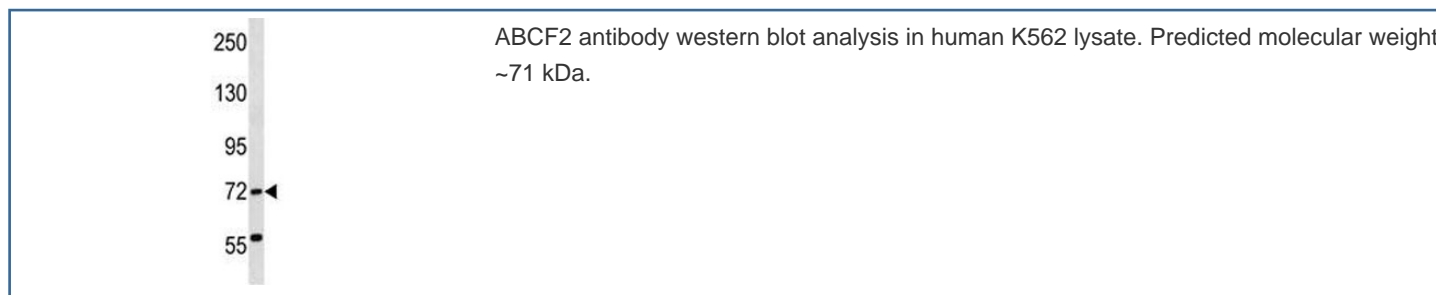 250
130
95
72
55
ABCF2 antibody western blot analysis in human K562 lysate. Predicted molecular weight
~71 kDa.